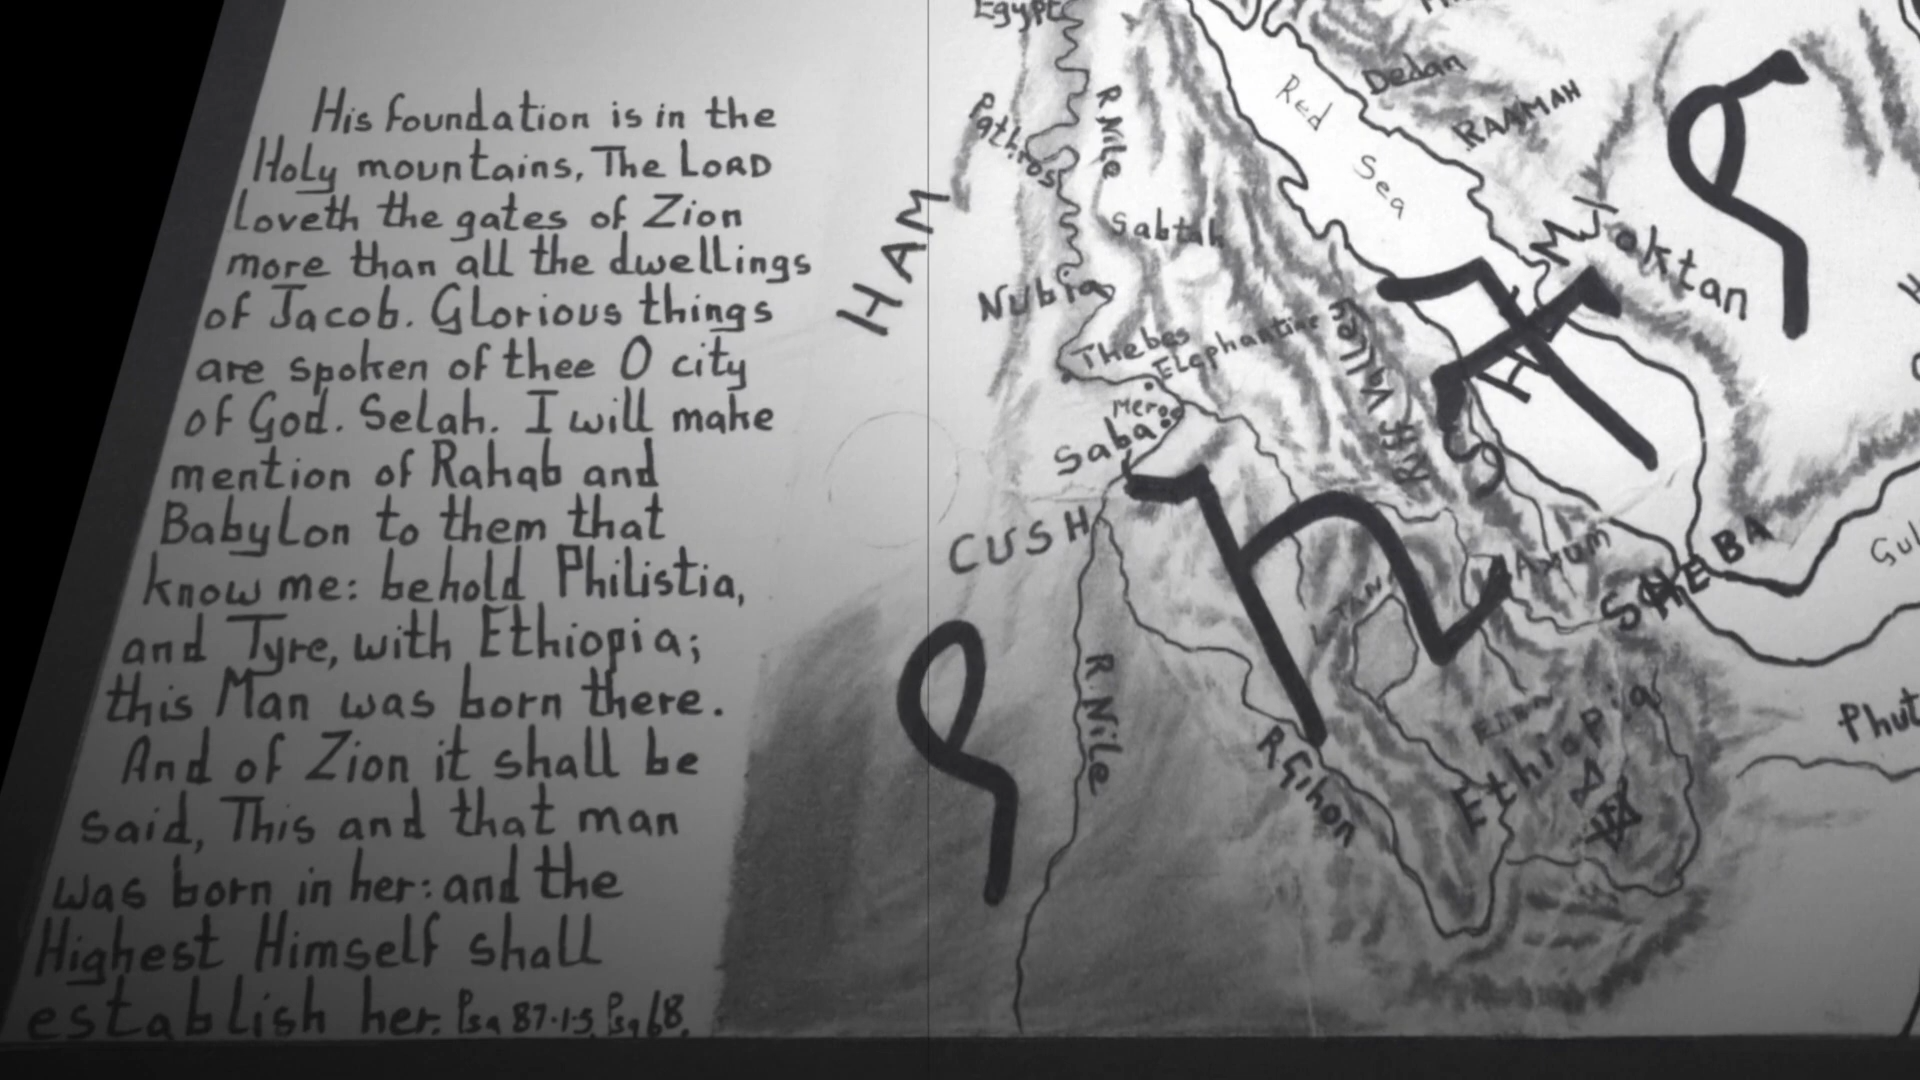 His foundation is in the
Holy mountains, The LORD
loveth the gates of Zion
more than all the dwellings
of Jacob. Glorious things
are spoken of thee O city
of God. Selah. I will make
mention of Rahab and
Babylon to them that
know me: behold Philistia,
and Tyre, with Ethiopia;
this Man was born there.
And of Zion it shall be
said, This and that man
was born in her: and the
Highest Himself shall
establish her. Psa 87.1-5. Psa 68.
HAM
Egypt
Pathros
R Nile
Sabtah
Nubia
Thebes
Elephantine
Meroe
Saba
CUSH
R. Nile
R Gihon
Red
Sea
Dedan
RAAMAH
Joktan
Rift Valley
Axum
SHEBA
Ethiopia
Phut